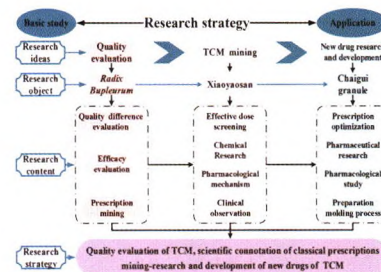 Basic study
Research strategy
Application
Research
ideas
Quality
evaluation
TCM mining
New drug research
and development
Research
object
Radix
Bupleurum
Xiaoyaosan
Chaigui
granule
Research
content
Quality difference
evaluation
Efficacy
evaluation
Prescription
mining
Effective dose
screening
Chemical
Research
Pharmacological
mechanism
Clinical
observation
Prescription
optimization
Pharmaceutical
research
Pharmacological
study
Preparation
molding process
Research
strategy
Quality evaluation of TCM, scientific connotation of classical prescriptions
mining-research and development of new drugs of TCM